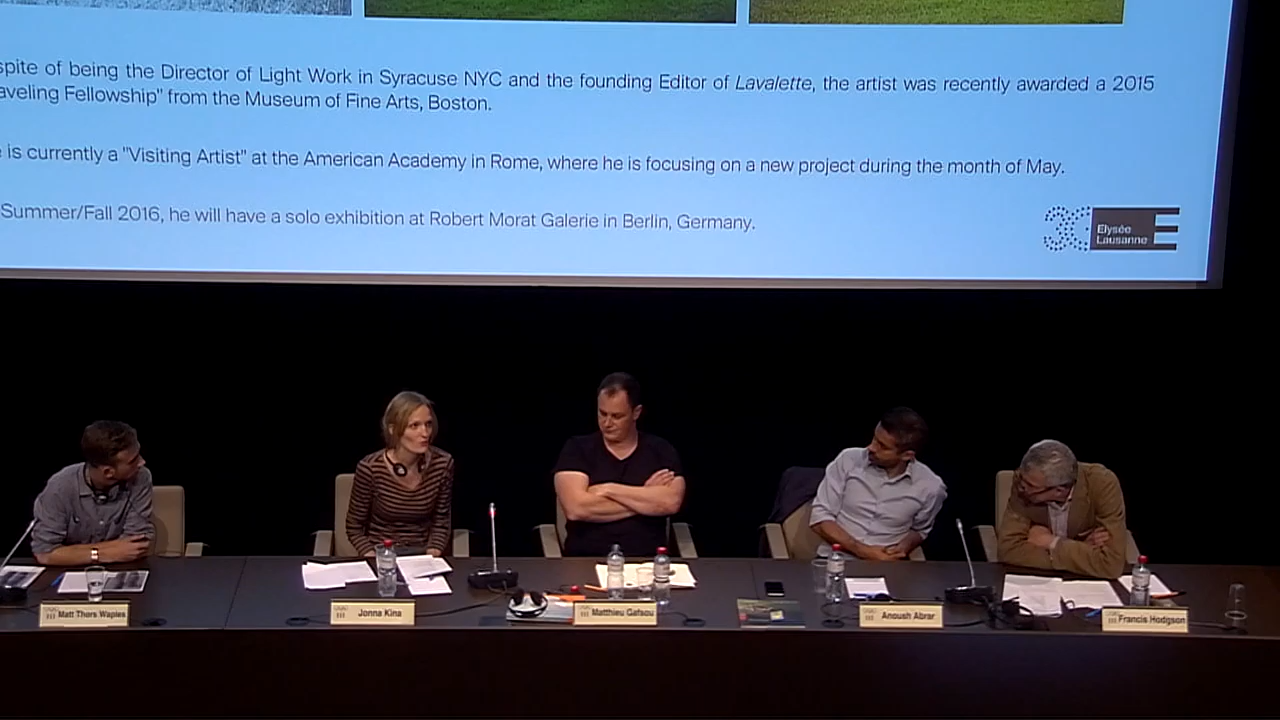 spite of being the Director of Light Work in Syracuse NYC and the founding Editor of Lavalette, the artist was recently awarded a 2015
aveling Fellowship" from the Museum of Fine Arts, Boston.
is currently a "Visiting Artist" at the American Academy in Rome, where he is focusing on a new project during the month of May.
Summer/Fall 2016, he will have a solo exhibition at Robert Morat Galerie in Berlin, Germany.
Elysée
Lausanne
Matt Thors Waples
Jonna Kina
Matthieu Gafsou
Anoush Abrar
Francis Hodgson